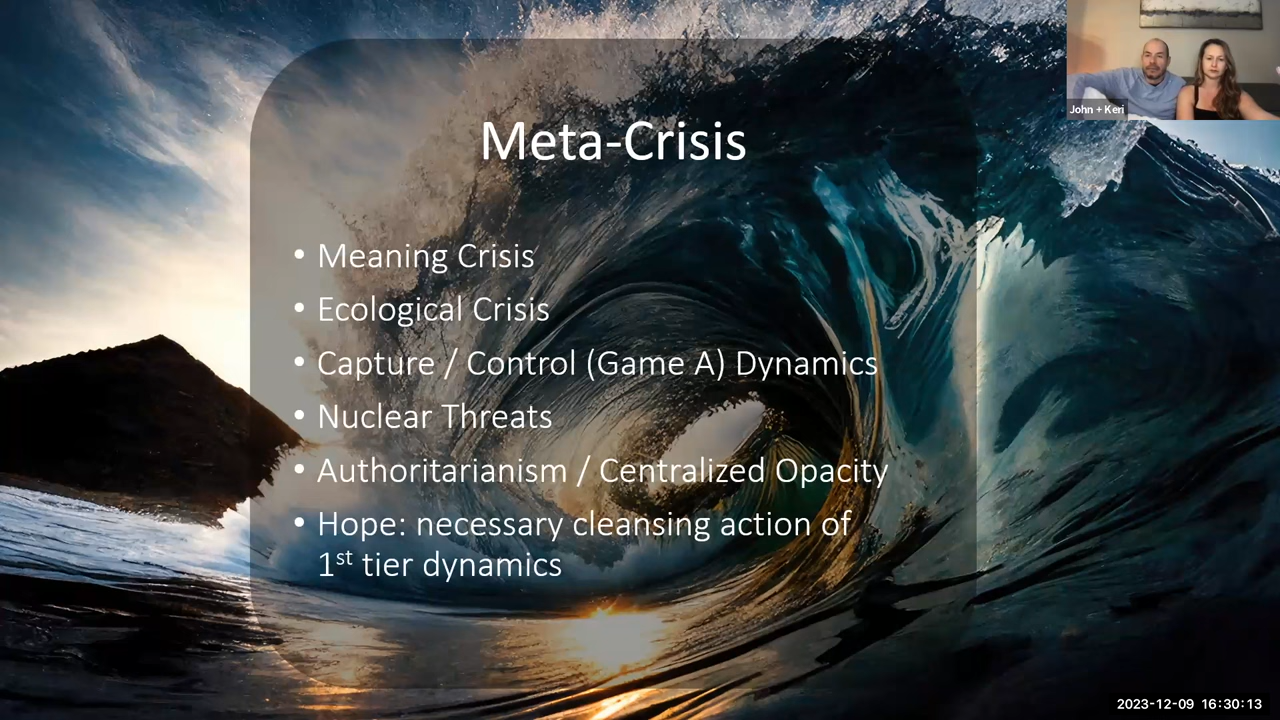 John + Keri
Meta-Crisis
• Meaning Crisis
• Ecological Crisis
• Capture / Control (Game A) Dynamics
• Nuclear Threats
• Authoritarianism / Centralized Opacity
• Hope: necessary cleansing action of
1st tier dynamics
2023-12-09 16:30:13